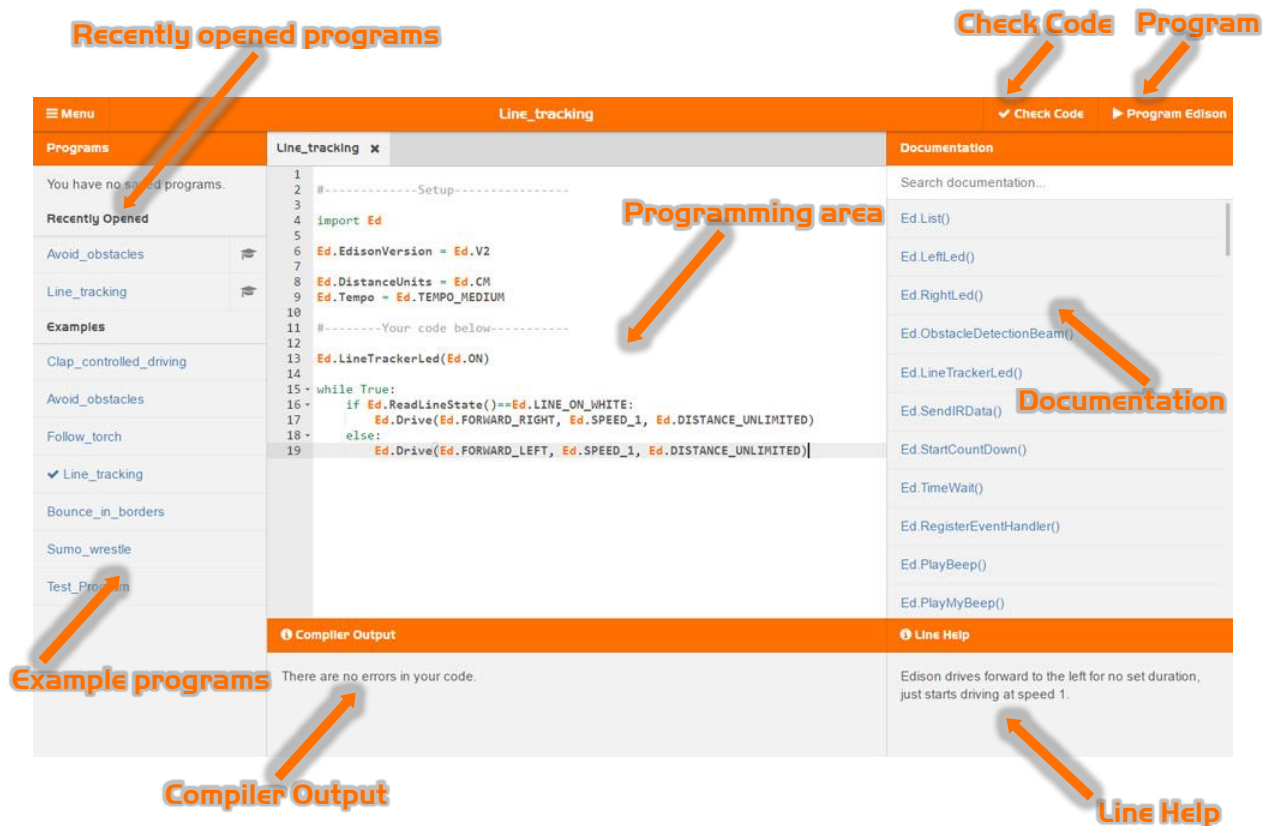 Recently opened programs
Check Code
Program
Menu
Line_tracking
Check Code
Program Edison
Programs
You have no saved programs.
Recently Opened
Avoid_obstacles
Line_tracking
Examples
Clap_controlled_driving
Avoid_obstacles
Follow_torch
Line_tracking
Bounce_in_borders
Sumo_wrestle
Test_Program
Example programs
Line_tracking x
1
2 #-------------Setup----------------
3
4 import Ed
5
6 Ed.EdisonVersion = Ed.V2
7
8 Ed.DistanceUnits = Ed.CM
9 Ed.Tempo = Ed.TEMPO_MEDIUM
10
11 #--------Your code below-----------
12
13 Ed.LineTrackerLed(Ed.ON)
14
15 while True:
16 if Ed.ReadLineState()==Ed.LINE_ON_WHITE:
17 Ed.Drive(Ed.FORWARD_RIGHT, Ed.SPEED_1, Ed.DISTANCE_UNLIMITED)
18 else:
19 Ed.Drive(Ed.FORWARD_LEFT, Ed.SPEED_1, Ed.DISTANCE_UNLIMITED)
Programming area
Compiler Output
There are no errors in your code.
Compiler Output
Documentation
Search documentation...
Ed.List()
Ed.LeftLed()
Ed.RightLed()
Ed.ObstacleDetectionBeam()
Ed.LineTrackerLed()
Ed.SendIRData()
Ed.StartCountDown()
Ed.TimeWait()
Ed.RegisterEventHandler()
Ed.PlayBeep()
Ed.PlayMyBeep()
Documentation
Line Help
Edison drives forward to the left for no set duration,
just starts driving at speed 1.
Line Help